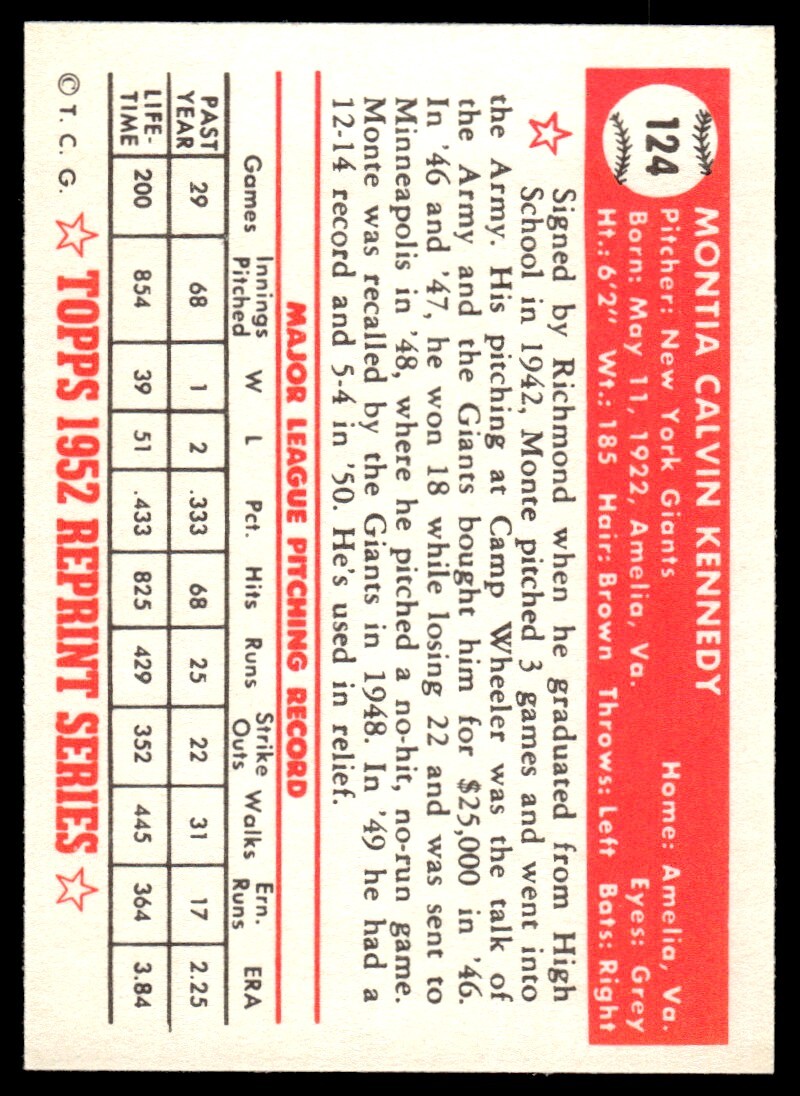 124
MONTIA CALVIN KENNEDY
Pitcher: New York Giants Home: Amelia, Va.
Born: May 11, 1922, Amelia, Va. Eyes: Grey
Ht.: 6'2" Wt.: 185 Hair: Brown Throws: Left Bats: Right
Signed by Richmond when he graduated from High
School in 1942, Monte pitched 3 games and went into
the Army. His pitching at Camp Wheeler was the talk of
the Army and the Giants bought him for $25,000 in '46.
In '46 and '47, he won 18 while losing 22 and was sent to
Minneapolis in '48, where he pitched a no-hit, no-run game.
Monte was recalled by the Giants in 1948. In '49 he had a
12-14 record and 5-4 in '50. He's used in relief.
MAJOR LEAGUE PITCHING RECORD
Games Innings Pitched W L Pct. Hits Runs Strike Outs Walks Ern. Runs ERA
PAST YEAR 29 68 1 2 .333 68 25 22 31 17 2.25
LIFE-TIME 200 854 39 51 .433 825 429 352 445 364 3.84
© T. C. G. TOPPS 1952 REPRINT SERIES